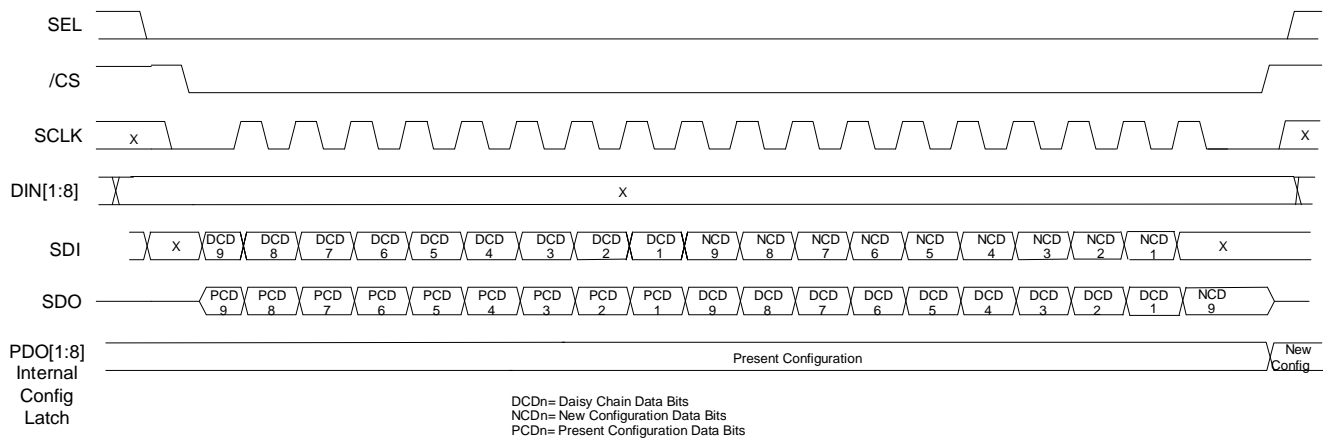 SEL
/CS
SCLK
X
X
DIN[1:8]
X
SDI
X
DCD 9
DCD 8
DCD 7
DCD 6
DCD 5
DCD 4
DCD 3
DCD 2
DCD 1
NCD 9
NCD 8
NCD 7
NCD 6
NCD 5
NCD 4
NCD 3
NCD 2
NCD 1
X
SDO
PCD 9
PCD 8
PCD 7
PCD 6
PCD 5
PCD 4
PCD 3
PCD 2
PCD 1
DCD 9
DCD 8
DCD 7
DCD 6
DCD 5
DCD 4
DCD 3
DCD 2
DCD 1
NCD 9
PDO[1:8]
Internal
Config
Latch
Present Configuration
New
Config
DCDn= Daisy Chain Data Bits
NCDn= New Configuration Data Bits
PCDn= Present Configuration Data Bits